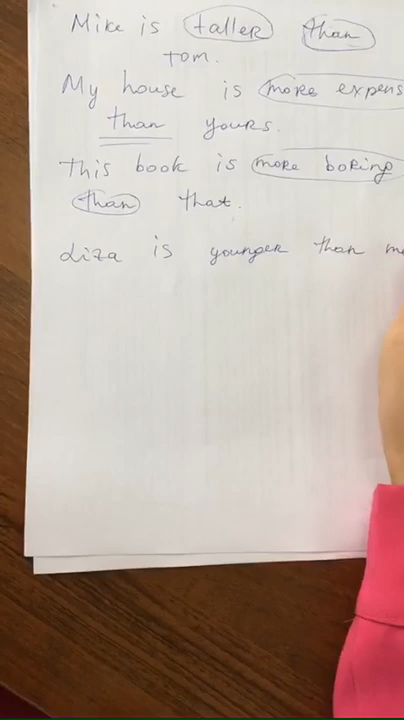 Mike is taller than
Tom.
My house is more expens
than yours.
This book is more boring
than that.
Liza is younger than m